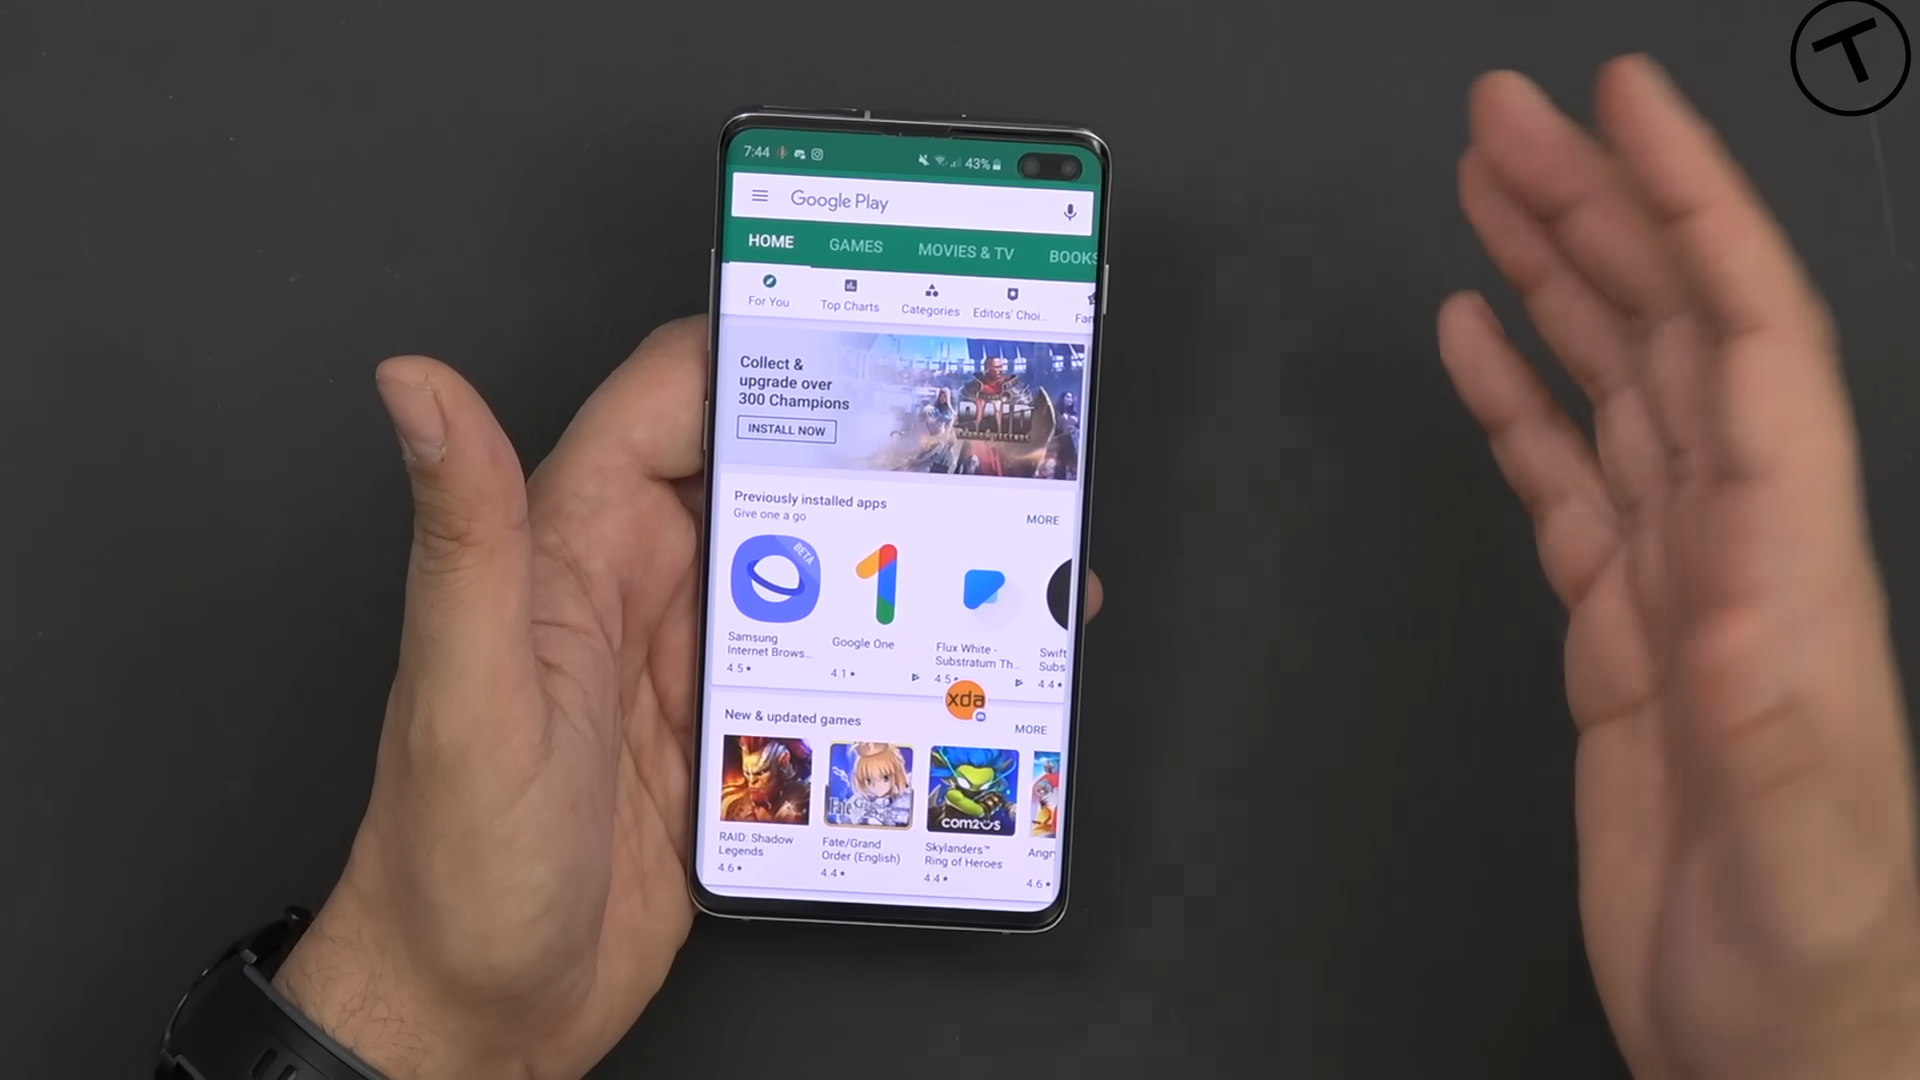 T
7:44 43%
Google Play
HOME GAMES MOVIES & TV BOOKS
For You Top Charts Categories Editors' Choi...
Collect &
upgrade over
300 Champions
INSTALL NOW
RAID
Previously installed apps
Give one a go
MORE
BETA
Samsung
Internet Brows...
4.5
Google One
4.1
Flux White -
Substratum Th...
4.5
Swift
Subs
4.4
xda
New & updated games
MORE
Fate
COM2US
RAID: Shadow
Legends
4.6
Fate/Grand
Order (English)
4.4
Skylanders™
Ring of Heroes
4.4
Angr
4.6